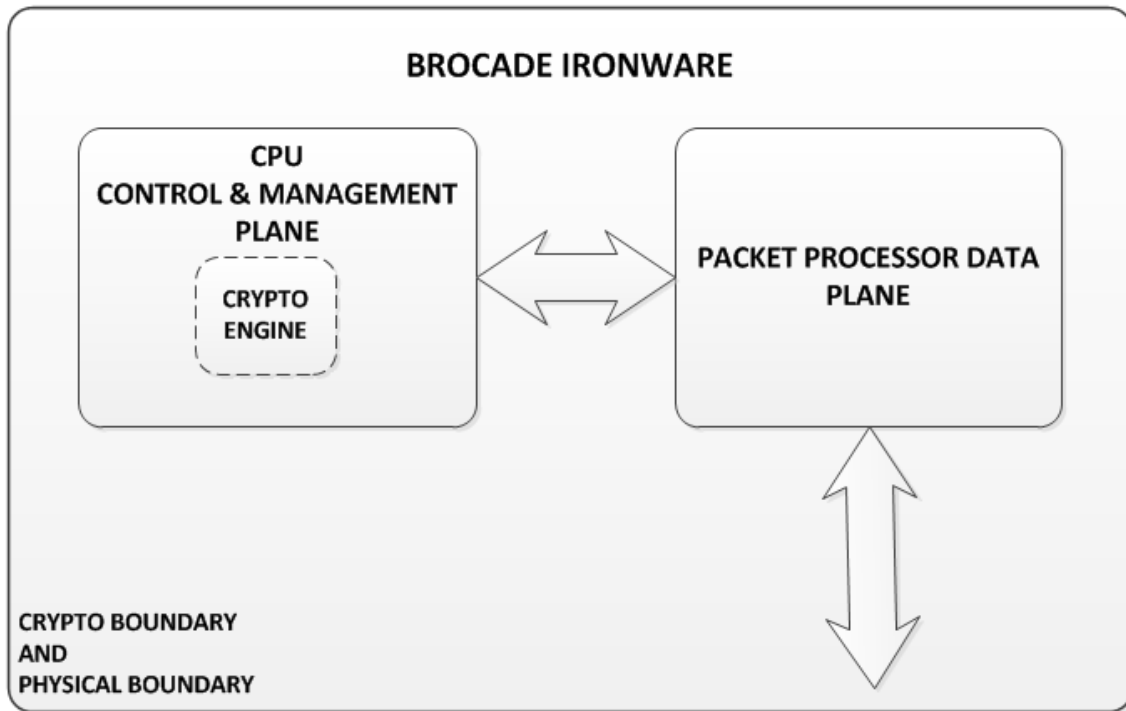 BROCADE IRONWARE
CPU
CONTROL & MANAGEMENT
PLANE
CRYPTO
ENGINE
PACKET PROCESSOR DATA
PLANE
CRYPTO BOUNDARY
AND
PHYSICAL BOUNDARY